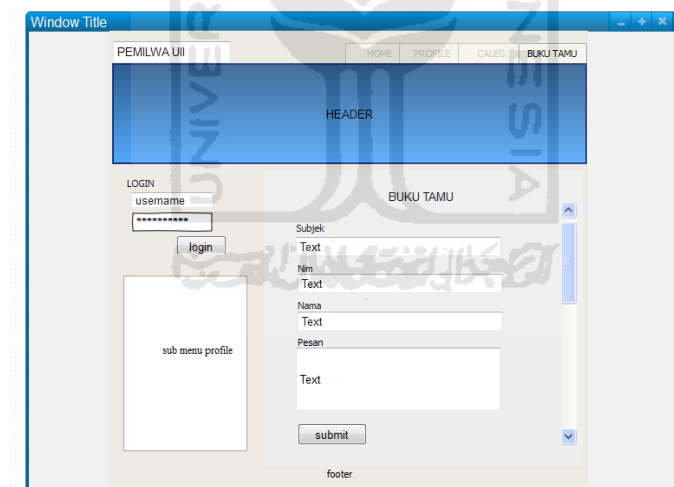 Window Title
PEMILWA UII
HOME PROFILE CALEG BUKU TAMU
HEADER
LOGIN
username
**********
login
sub menu profile
BUKU TAMU
Subjek
Text
Nim
Text
Nama
Text
Pesan
Text
submit
footer